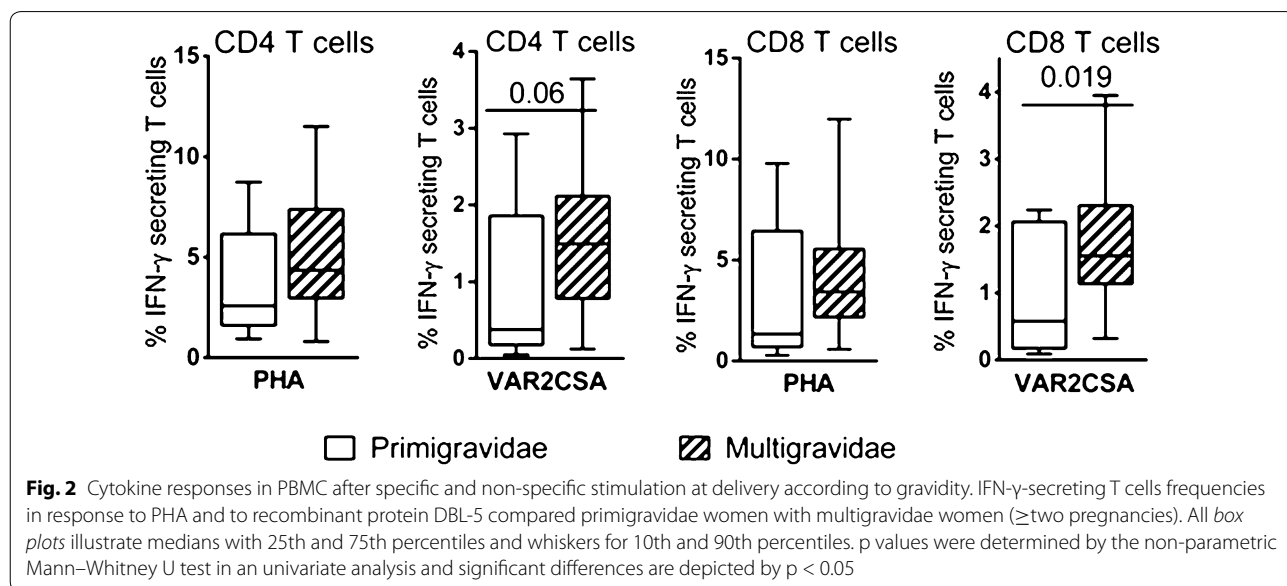 CD4 T cells
% IFN-γ secreting T cells
15
10
5
0
PHA
CD4 T cells
% IFN-γ secreting T cells
4
3
2
1
0
0.06
VAR2CSA
CD8 T cells
% IFN-γ secreting T cells
15
10
5
0
PHA
CD8 T cells
% IFN-γ secreting T cells
4
3
2
1
0
0.019
VAR2CSA
Primigravidae Multigravidae
Fig. 2 Cytokine responses in PBMC after specific and non-specific stimulation at delivery according to gravidity. IFN-γ-secreting T cells frequencies
in response to PHA and to recombinant protein DBL-5 compared primigravidae women with multigravidae women (≥two pregnancies). All box
plots illustrate medians with 25th and 75th percentiles and whiskers for 10th and 90th percentiles. p values were determined by the non-parametric
Mann–Whitney U test in an univariate analysis and significant differences are depicted by p < 0.05